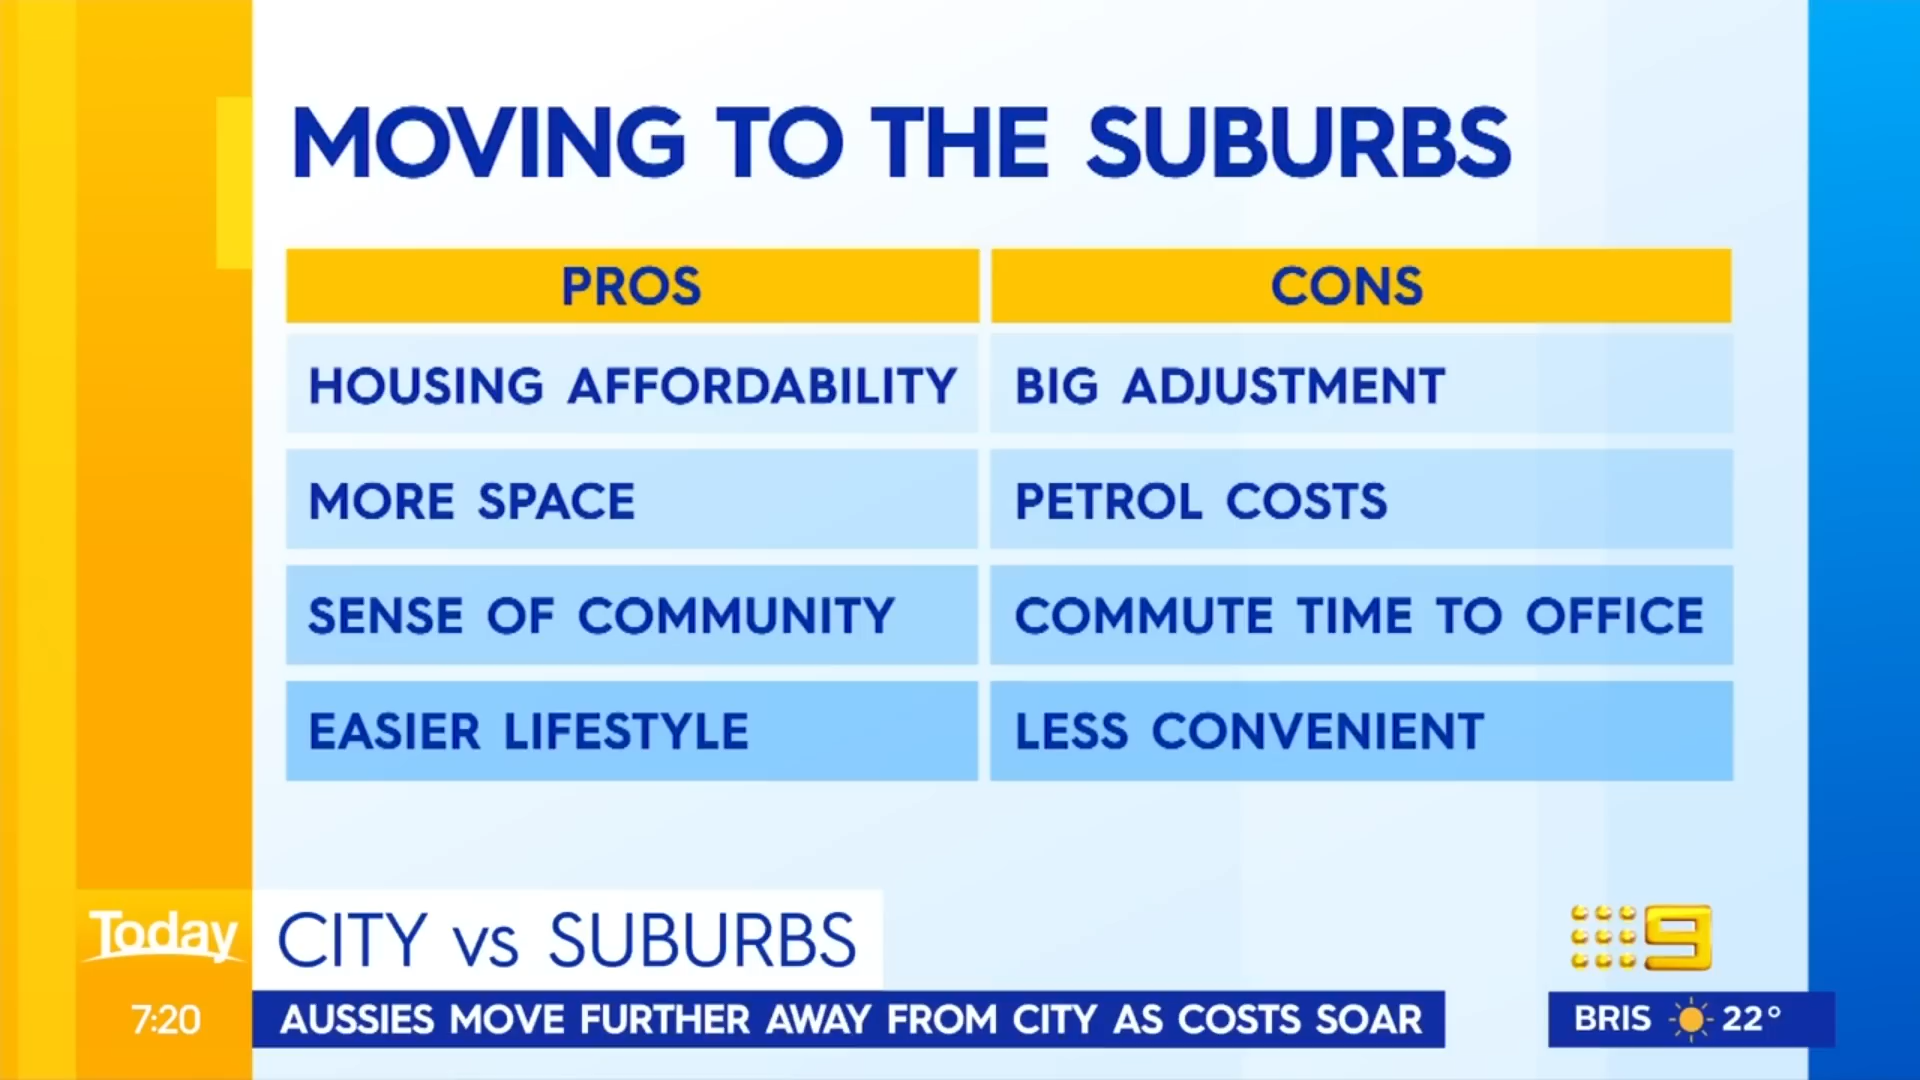 MOVING TO THE SUBURBS
PROS
CONS
HOUSING AFFORDABILITY
BIG ADJUSTMENT
MORE SPACE
PETROL COSTS
SENSE OF COMMUNITY
COMMUTE TIME TO OFFICE
EASIER LIFESTYLE
LESS CONVENIENT
Today
CITY vs SUBURBS
9
7:20
AUSSIES MOVE FURTHER AWAY FROM CITY AS COSTS SOAR
BRIS 22°